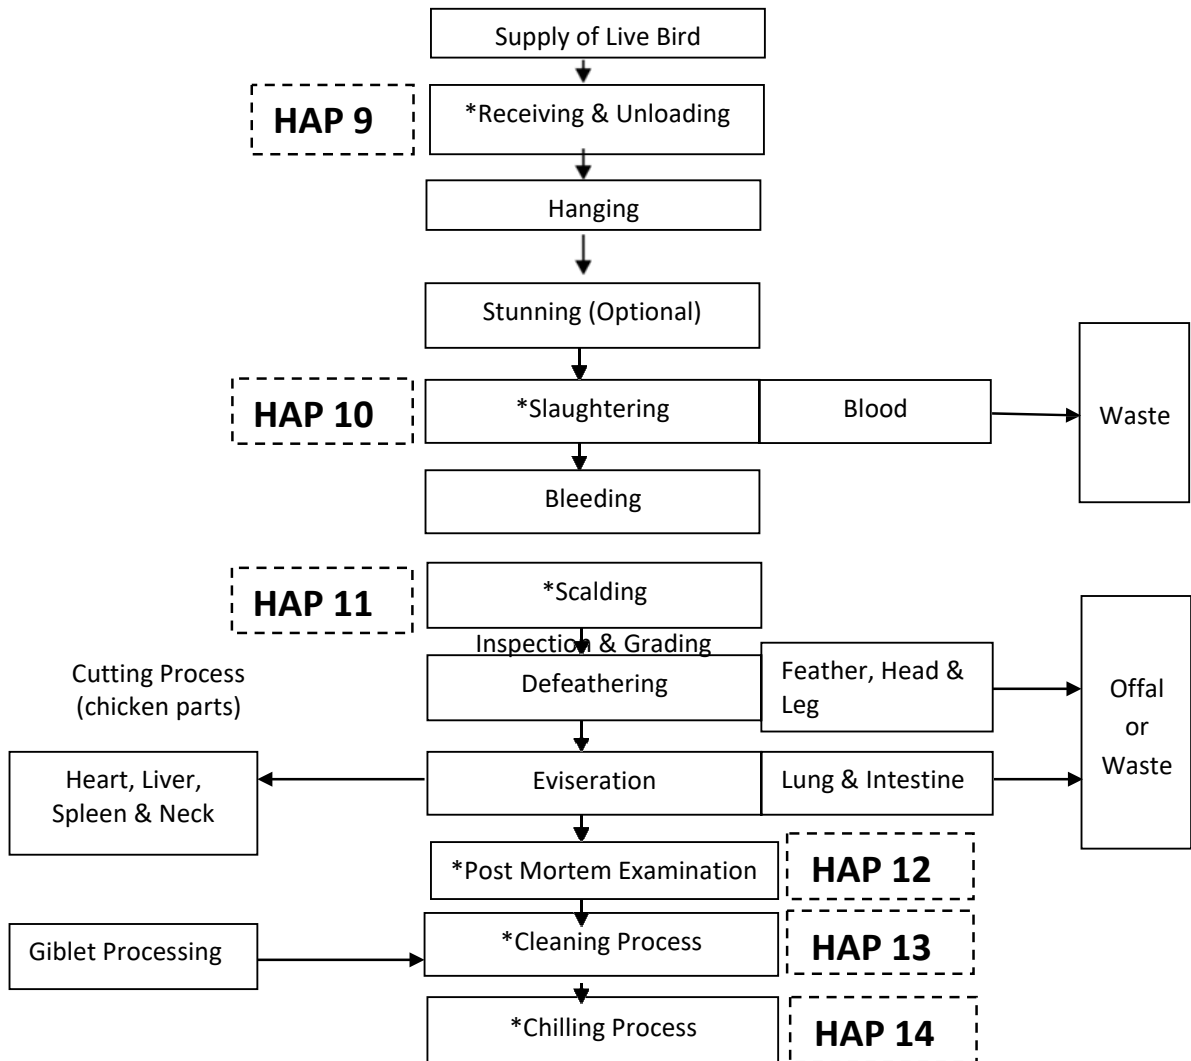 Supply of Live Bird
HAP 9
*Receiving & Unloading
Hanging
Stunning (Optional)
HAP 10
*Slaughtering
Blood
Waste
Bleeding
HAP 11
*Scalding
Inspection & Grading
Cutting Process
(chicken parts)
Defeathering
Feather, Head &
Leg
Offal
or
Waste
Heart, Liver,
Spleen & Neck
Eviseration
Lung & Intestine
*Post Mortem Examination
HAP 12
Giblet Processing
*Cleaning Process
HAP 13
*Chilling Process
HAP 14